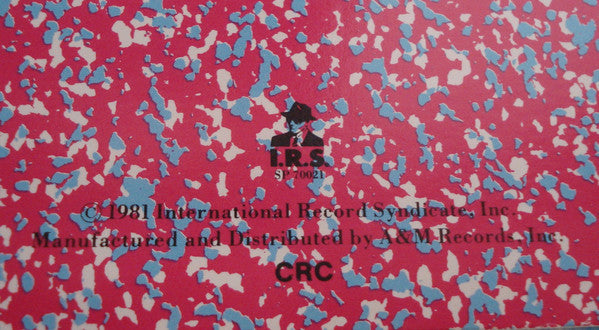 I.R.S.
SP 70021
© 1981 International Record Syndicate, Inc.
Manufactured and Distributed by A&M Records, Inc.
CRC